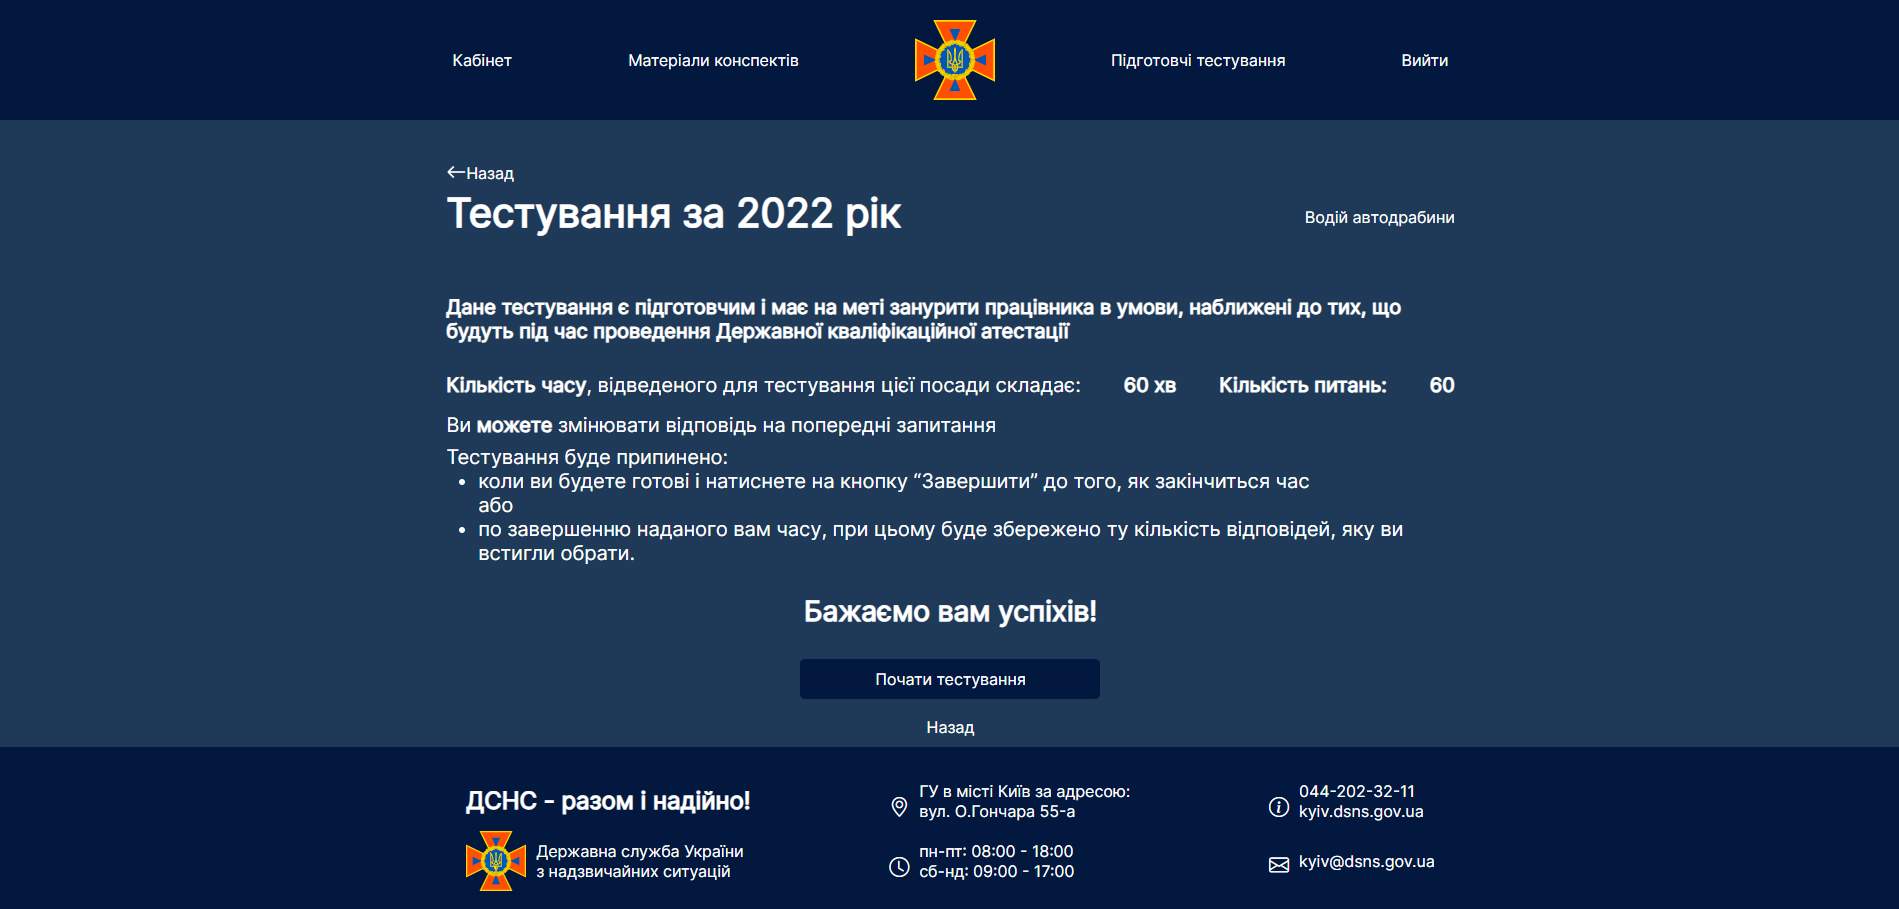 Кабінет
Матеріали конспектів
Підготовчі тестування
Вийти
Назад
Тестування за 2022 рік
Водій автодрабини
Дане тестування є підготовчим і має на меті занурити працівника в умови, наближені до тих, що
будуть під час проведення Державної кваліфікаційної атестації
Кількість часу, відведеного для тестування цієї посади складає: 60 хв Кількість питань: 60
Ви можете змінювати відповідь на попередні запитання
Тестування буде припинено:
• коли ви будете готові і натиснете на кнопку “Завершити” до того, як закінчиться час
або
• по завершенню наданого вам часу, при цьому буде збережено ту кількість відповідей, яку ви
встигли обрати.
Бажаємо вам успіхів!
Почати тестування
Назад
ДСНС - разом і надійно!
Державна служба України
з надзвичайних ситуацій
ГУ в місті Київ за адресою:
вул. О.Гончара 55-а
пн-пт: 08:00 - 18:00
сб-нд: 09:00 - 17:00
044-202-32-11
kyiv.dsns.gov.ua
kyiv@dsns.gov.ua